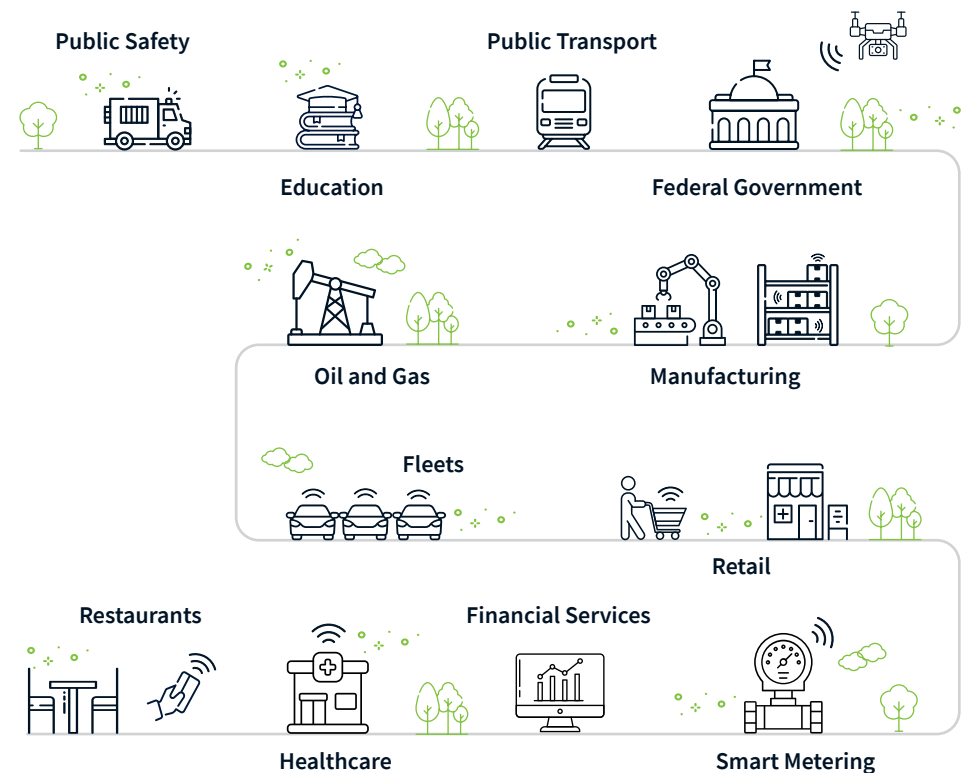 Public Safety
Public Transport
Education
Federal Government
Oil and Gas
Manufacturing
Fleets
Retail
Restaurants
Financial Services
Healthcare
Smart Metering